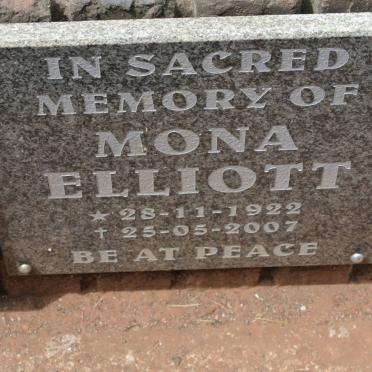 IN SACRED
MEMORY OF
MONA
ELLIOTT
★ 28-11-1922
† 25-05-2007
BE AT PEACE